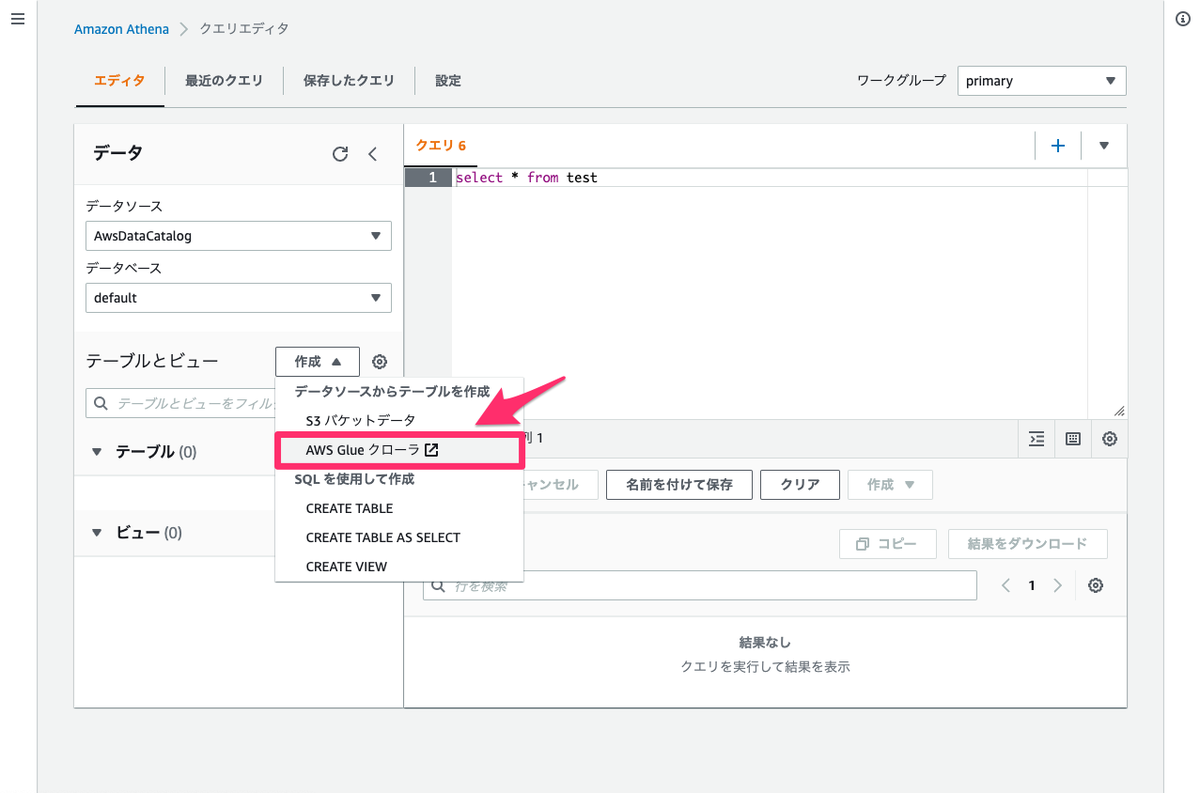 Amazon Athena > クエリエディタ
エディタ 最近のクエリ 保存したクエリ 設定
ワークグループ primary
データ
データソース
AwsDataCatalog
データベース
default
テーブルとビュー 作成
テーブルとビューをフィル
テーブル (0)
ビュー (0)
データソースからテーブルを作成
S3 バケットデータ
AWS Glue クローラ
SQL を使用して作成
CREATE TABLE
CREATE TABLE AS SELECT
CREATE VIEW
クエリ 6
1 select * from test
列 1
ャンセル 名前を付けて保存 クリア 作成
コピー 結果をダウンロード
行を検索 1
結果なし
クエリを実行して結果を表示